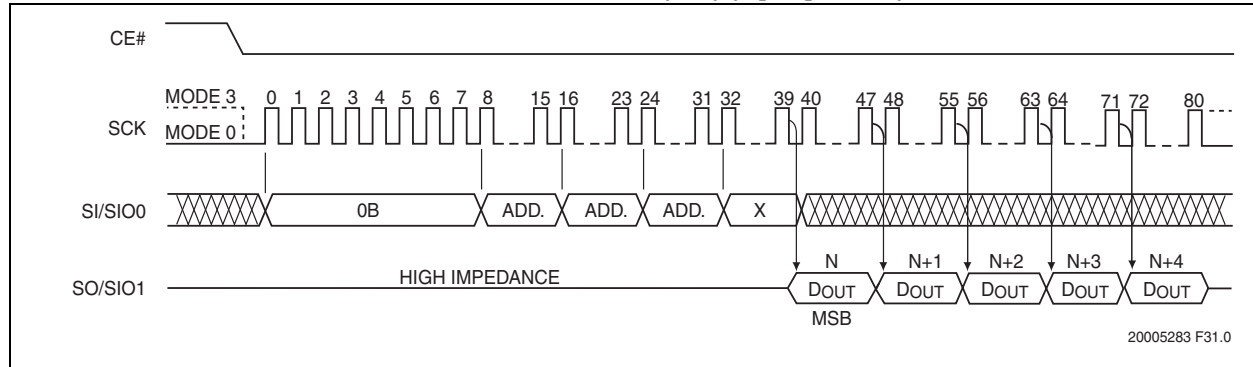 CE#
MODE 3
0 1 2 3 4 5 6 7 8 15 16 23 24 31 32 39 40 47 48 55 56 63 64 71 72 80
SCK
MODE 0
SI/SIO0
0B
ADD.
ADD.
ADD.
X
N N+1 N+2 N+3 N+4
HIGH IMPEDANCE
SO/SIO1
DOUT DOUT DOUT DOUT DOUT
MSB
20005283 F31.0